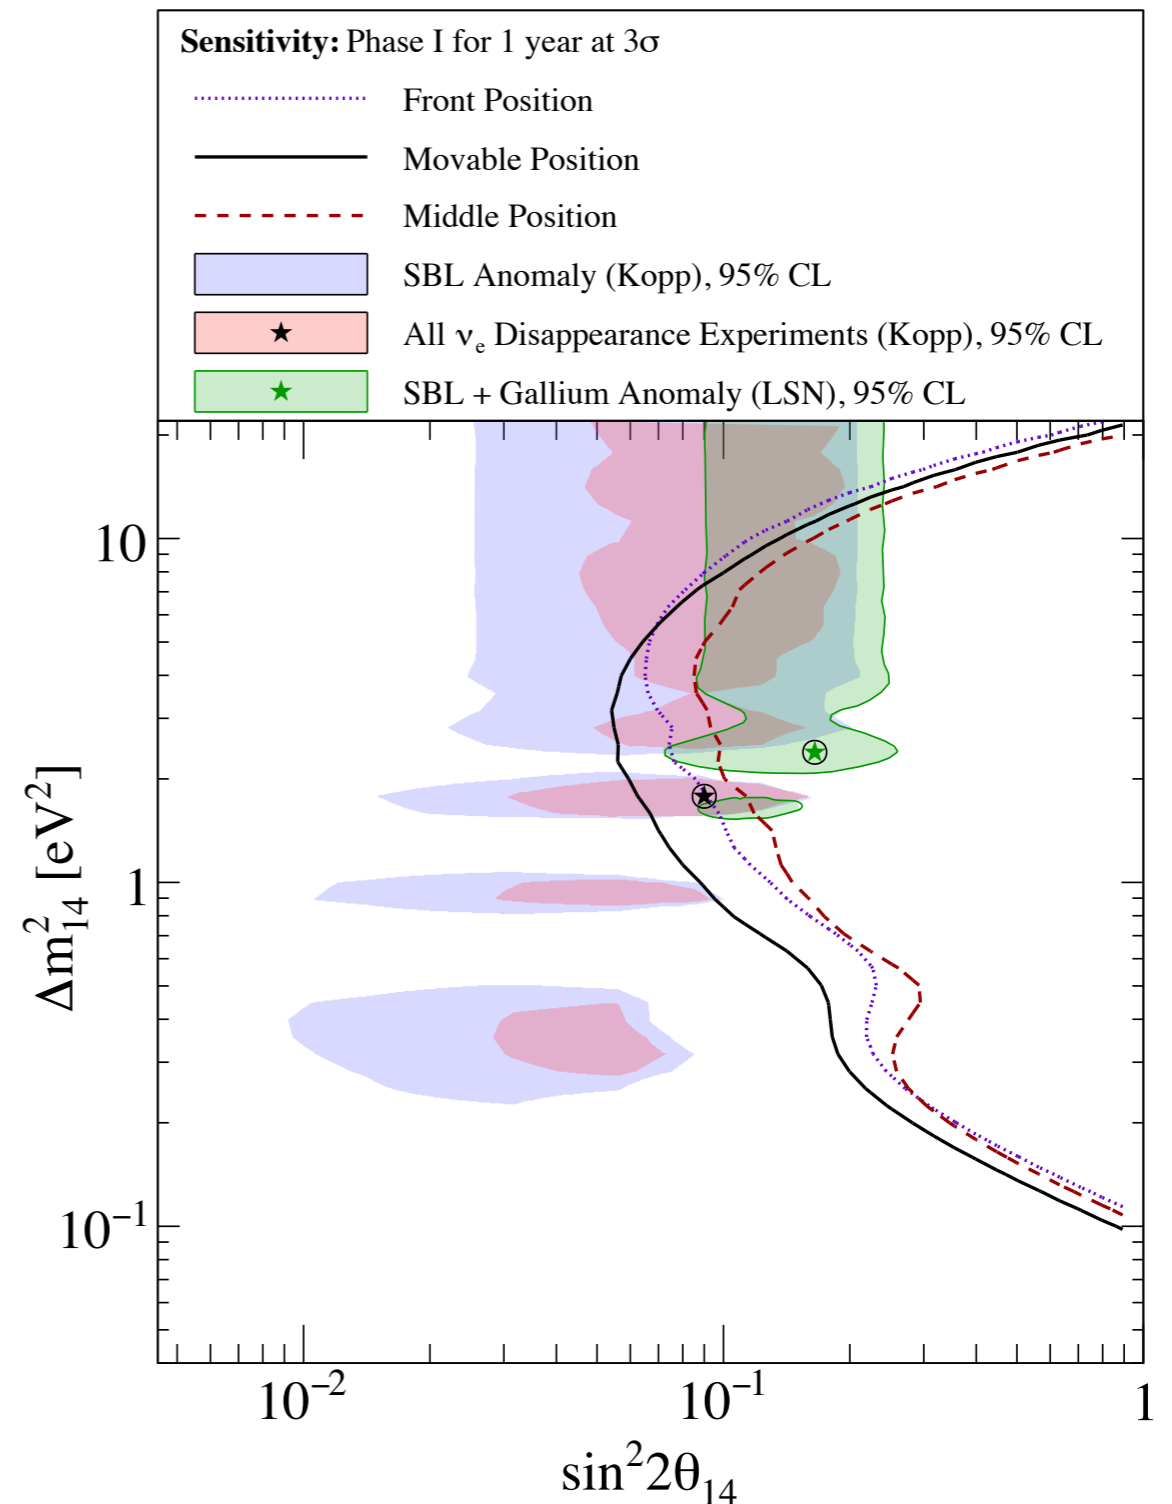 Sensitivity: Phase I for 1 year at 3σ
Front Position
Movable Position
Middle Position
SBL Anomaly (Kopp), 95% CL
All νe Disappearance Experiments (Kopp), 95% CL
SBL + Gallium Anomaly (LSN), 95% CL
10
1
10⁻¹
Δm²₁₄ [eV²]
10⁻² 10⁻¹ 1
sin²2θ₁₄